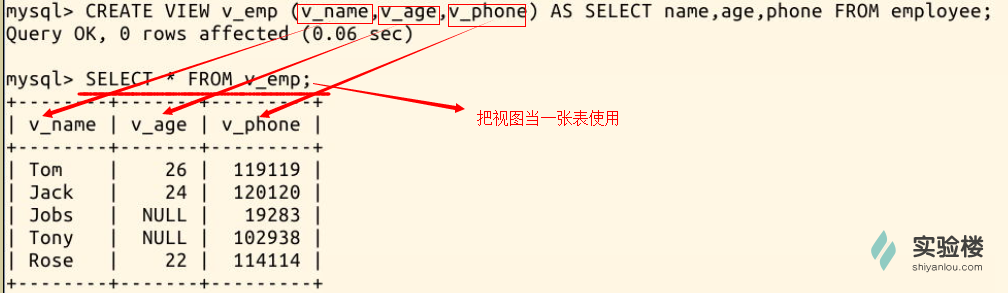 mysql> CREATE VIEW v_emp (v_name,v_age,v_phone) AS SELECT name,age,phone FROM employee;
Query OK, 0 rows affected (0.06 sec)
mysql> SELECT * FROM v_emp;
+--------+-------+---------+
| v_name | v_age | v_phone |
+--------+-------+---------+
| Tom    |    26 |  119119 |
| Jack   |    24 |  120120 |
| Jobs   |  NULL |   19283 |
| Tony   |  NULL |  102938 |
| Rose   |    22 |  114114 |
+--------+-------+---------+
把视图当一张表使用
实验楼
shiyanlou.com